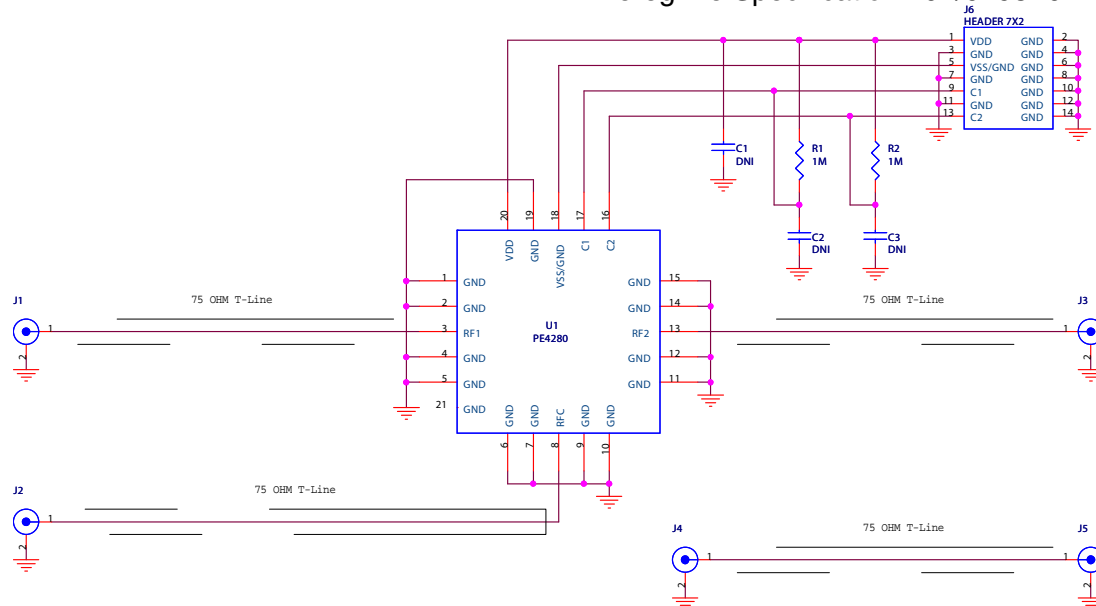 J6
HEADER 7X2
1 VDD GND 2
3 GND GND 4
5 VSS/GND GND 6
7 GND GND 8
9 C1 GND 10
11 GND GND 12
13 C2 GND 14
C1
DNI
R1
1M
R2
1M
C2
DNI
C3
DNI
20 19 18 17 16
VDD GND VSS/GND C1 C2
1 GND GND 15
2 GND GND 14
3 RF1 RF2 13
4 GND GND 12
5 GND GND 11
21 GND
U1
PE4280
GND GND RFC GND GND
6 7 8 9 10
J1
1
2
75 OHM T-Line
75 OHM T-Line
J3
1
2
J2
1
2
75 OHM T-Line
J4
1
2
75 OHM T-Line
J5
1
2